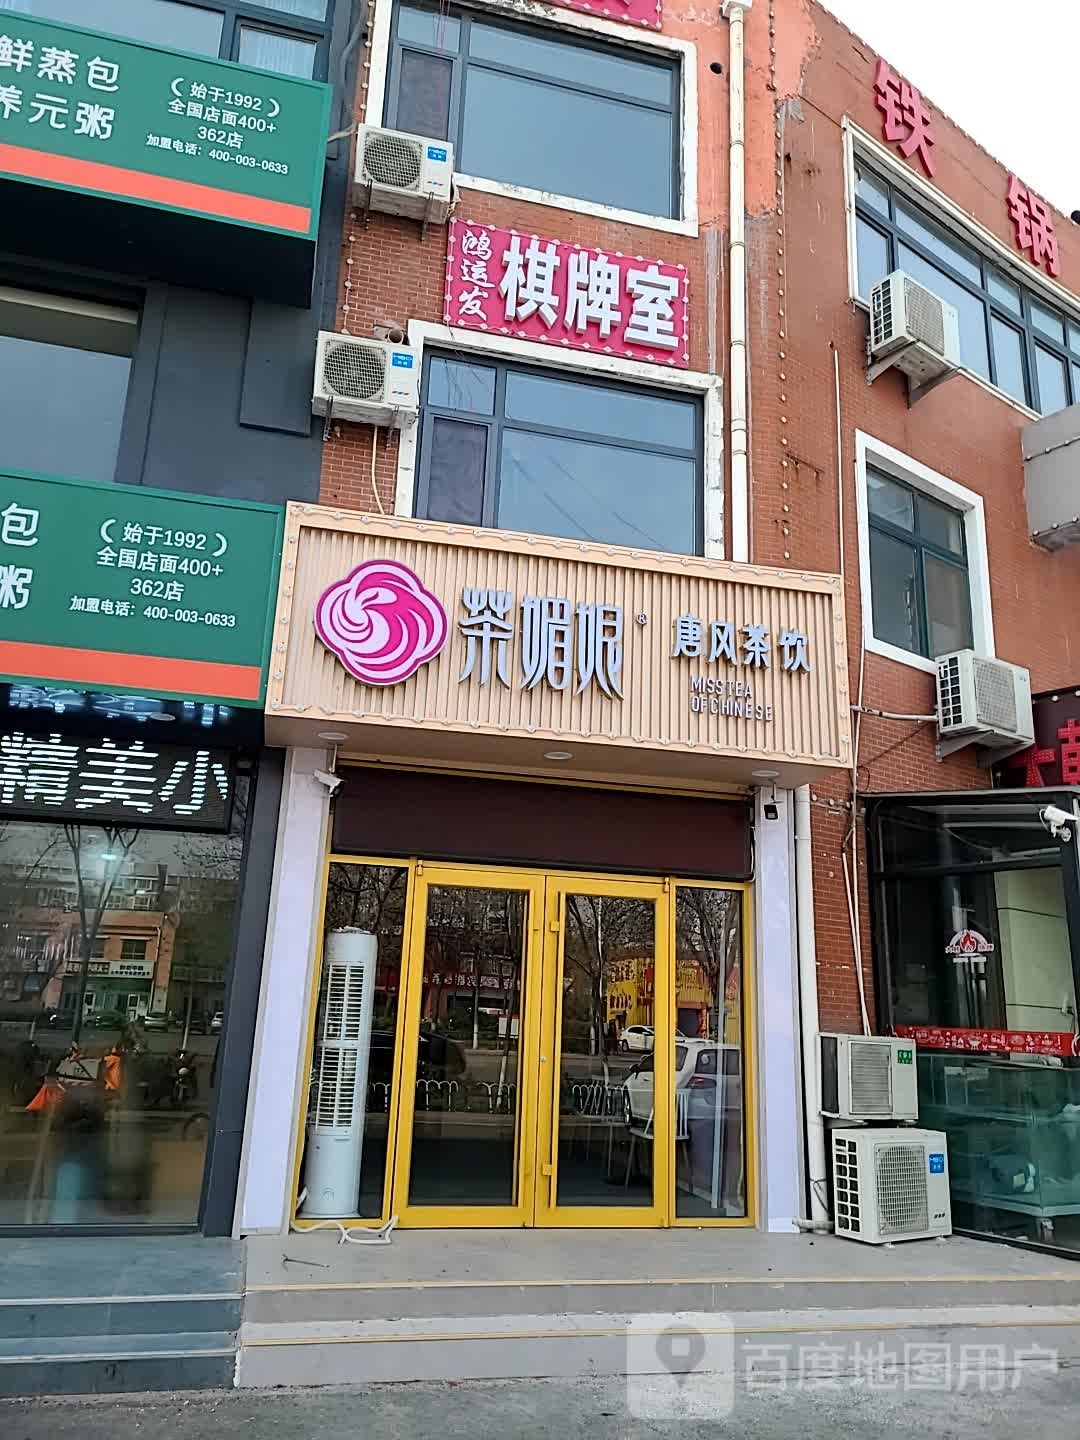 鲜蒸包
养元粥
(始于1992)
全国店面400+
362店
加盟电话：400-003-0633
鸿运发
棋牌室
铁锅
包
粥
(始于1992)
全国店面400+
362店
加盟电话：400-003-0633
茶媚娘®
唐风茶饮
MISSTEA
OFCHINESE
精美小
百度地图用户